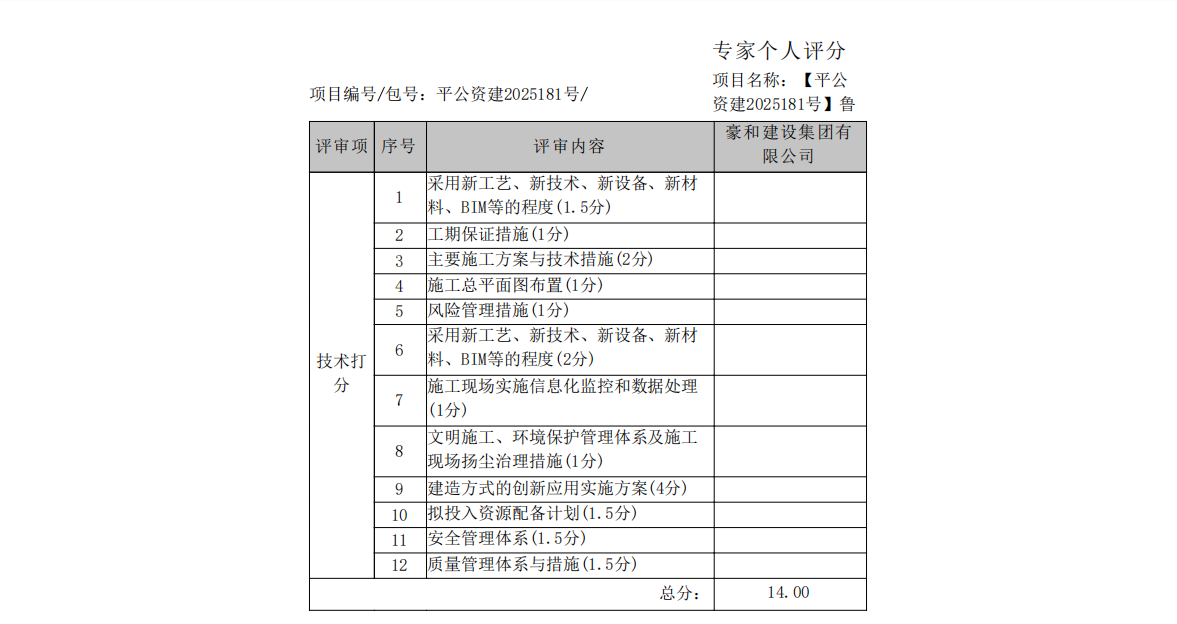 专家个人评分
项目编号/包号：平公资建2025181号/
项目名称：【平公
资建2025181号】鲁
评审项 序号 评审内容 豪和建设集团有
限公司
技术打
分
1 采用新工艺、新技术、新设备、新材
料、BIM等的程度(1.5分)
2 工期保证措施(1分)
3 主要施工方案与技术措施(2分)
4 施工总平面图布置(1分)
5 风险管理措施(1分)
6 采用新工艺、新技术、新设备、新材
料、BIM等的程度(2分)
7 施工现场实施信息化监控和数据处理
(1分)
8 文明施工、环境保护管理体系及施工
现场扬尘治理措施(1分)
9 建造方式的创新应用实施方案(4分)
10 拟投入资源配备计划(1.5分)
11 安全管理体系(1.5分)
12 质量管理体系与措施(1.5分)
总分： 14.00